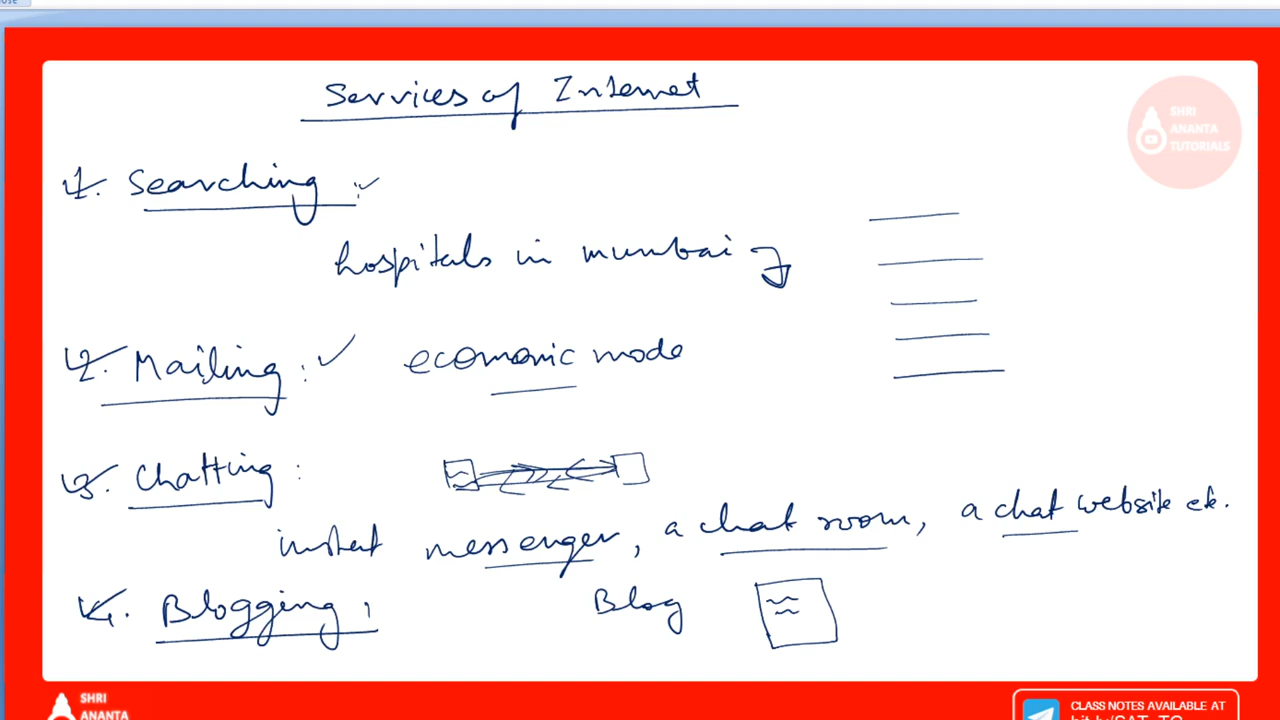 Services of Internet
SHRI
ANANTA
TUTORIALS
1. Searching :
hospitals in mumbai
2. Mailing : economic mode
3. Chatting :
instant messenger, a chat room, a chat website etc.
4. Blogging : Blog
SHRI
ANANTA
CLASS NOTES AVAILABLE AT